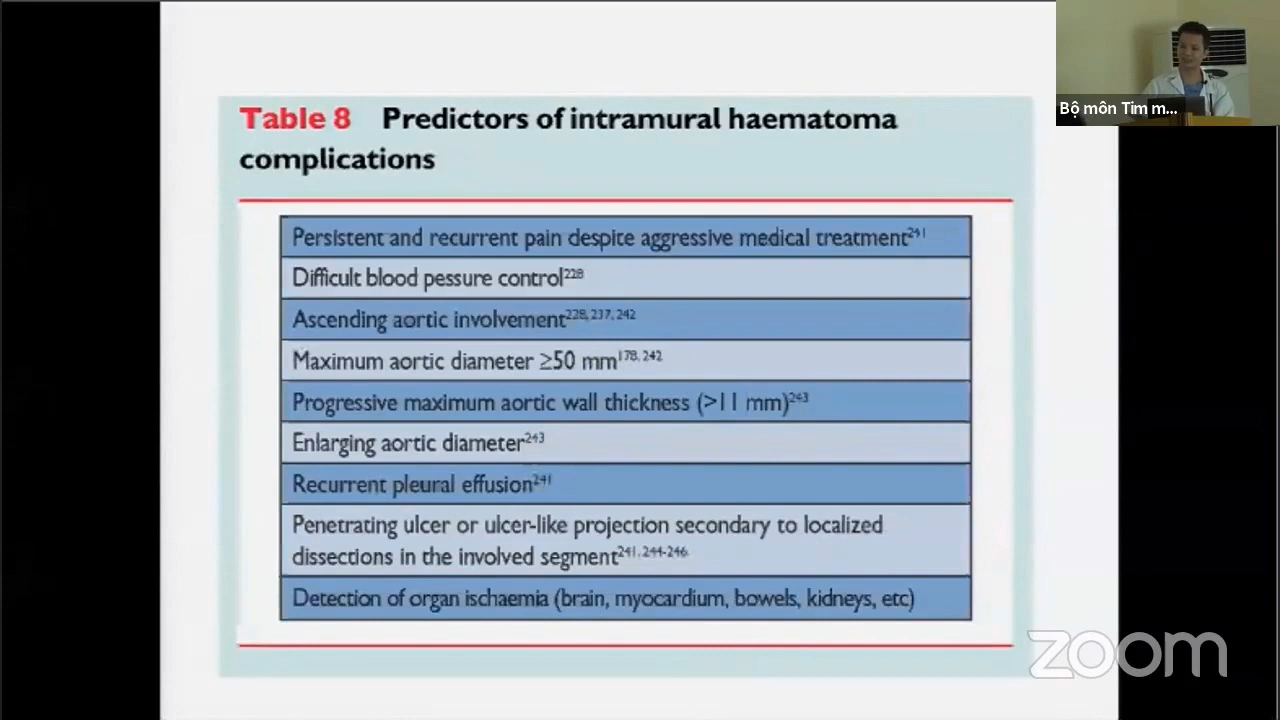 Bộ môn Tim m...
Table 8 Predictors of intramural haematoma
complications
Persistent and recurrent pain despite aggressive medical treatment241
Difficult blood pessure control228
Ascending aortic involvement228, 237, 242
Maximum aortic diameter ≥50 mm178, 242
Progressive maximum aortic wall thickness (>11 mm)243
Enlarging aortic diameter243
Recurrent pleural effusion241
Penetrating ulcer or ulcer-like projection secondary to localized
dissections in the involved segment241, 244-246
Detection of organ ischaemia (brain, myocardium, bowels, kidneys, etc)
zoom